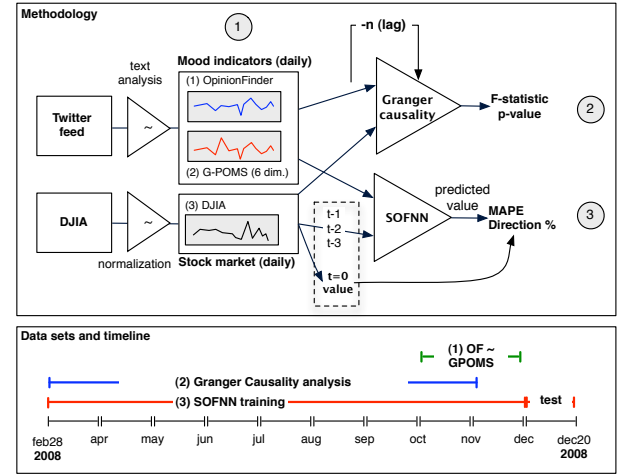 Methodology
1
-n (lag)
Mood indicators (daily)
text
analysis
(1) OpinionFinder
Twitter
feed
~
Granger
causality
F-statistic
p-value
2
(2) G-POMS (6 dim.)
DJIA
~
normalization
(3) DJIA
Stock market (daily)
t-1
t-2
t-3
t=0
value
SOFNN
predicted
value
MAPE
Direction %
3
Data sets and timeline
(1) OF ~
GPOMS
(2) Granger Causality analysis
(3) SOFNN training
test
feb28 apr may jun jul aug sep oct nov dec dec20
2008 2008